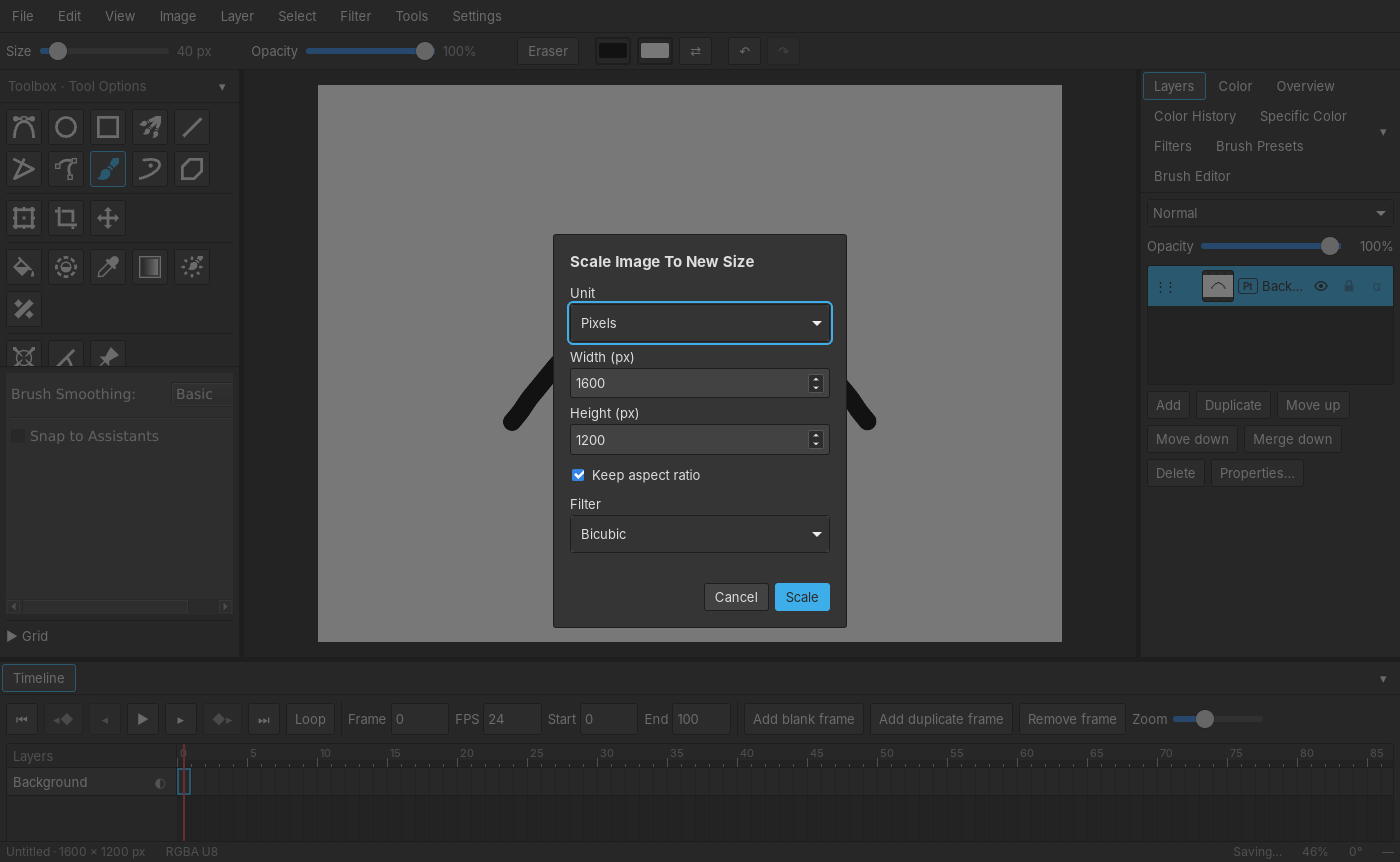 File Edit View Image Layer Select Filter Tools Settings
Size 40 px Opacity 100% Eraser
Toolbox · Tool Options
Layers Color Overview
Color History Specific Color
Filters Brush Presets
Brush Editor
Normal
Opacity 100%
Pt Back... α
Add Duplicate Move up
Move down Merge down
Delete Properties...
Brush Smoothing: Basic
Snap to Assistants
Grid
Scale Image To New Size
Unit
Pixels
Width (px)
1600
Height (px)
1200
Keep aspect ratio
Filter
Bicubic
Cancel Scale
Timeline
Loop Frame 0 FPS 24 Start 0 End 100 Add blank frame Add duplicate frame Remove frame Zoom
Layers 0 5 10 15 20 25 30 35 40 45 50 55 60 65 70 75 80 85
Background
Untitled · 1600 × 1200 px RGBA U8 Saving... 46% 0° —